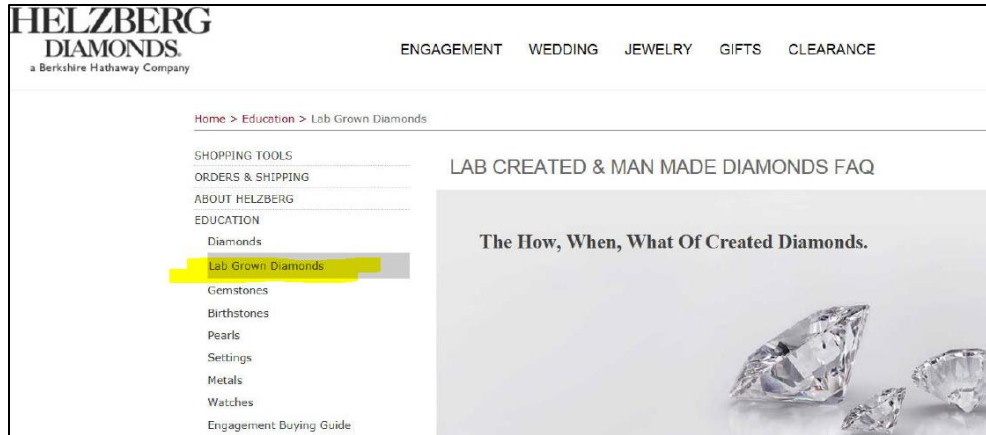 HELZBERG
DIAMONDS.
a Berkshire Hathaway Company
ENGAGEMENT WEDDING JEWELRY GIFTS CLEARANCE
Home > Education > Lab Grown Diamonds
SHOPPING TOOLS
ORDERS & SHIPPING
ABOUT HELZBERG
EDUCATION
Diamonds
Lab Grown Diamonds
Gemstones
Birthstones
Pearls
Settings
Metals
Watches
Engagement Buying Guide
LAB CREATED & MAN MADE DIAMONDS FAQ
The How, When, What Of Created Diamonds.